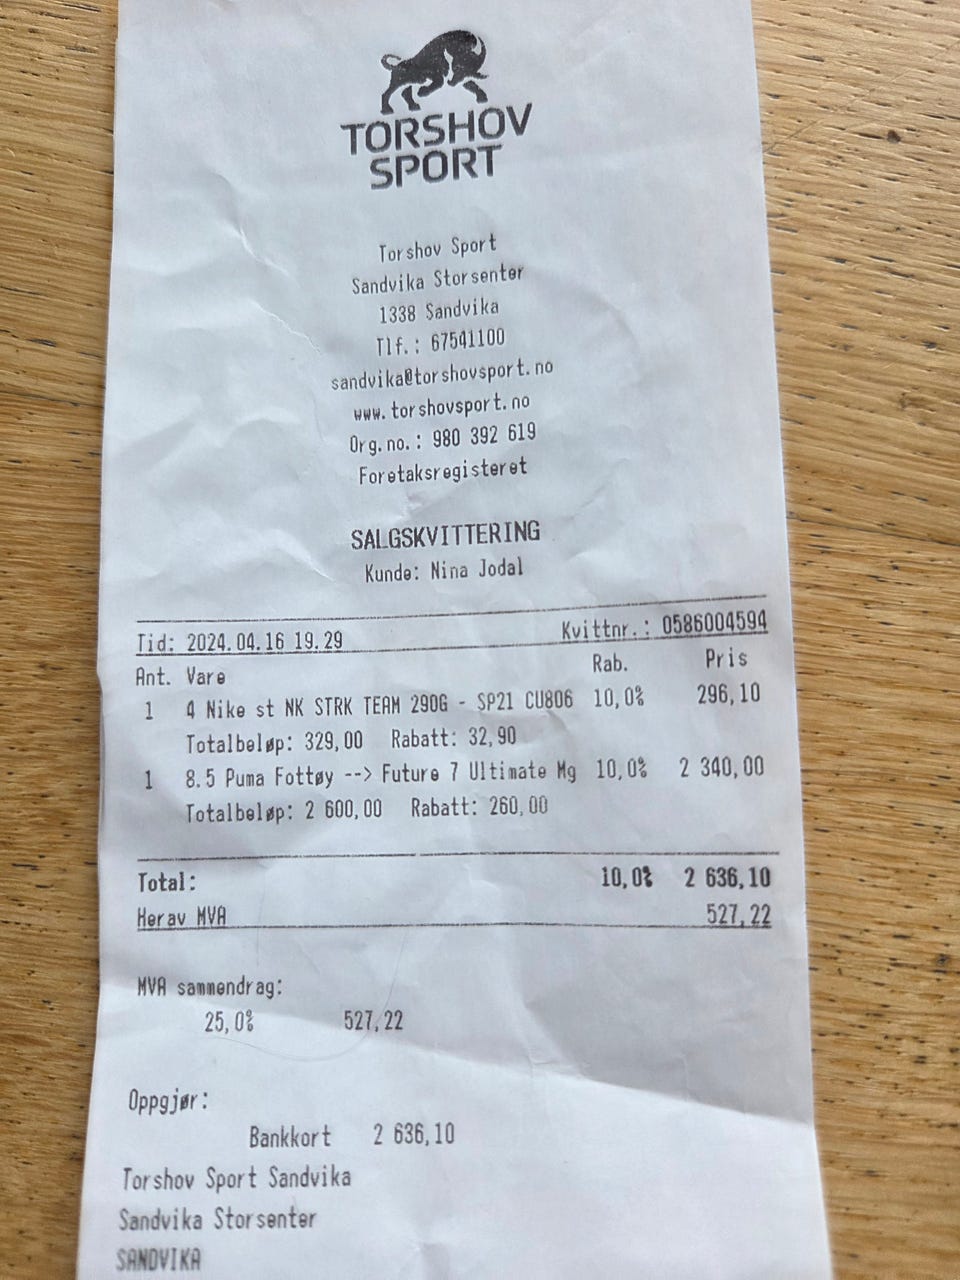 TORSHOV
SPORT
Torshov Sport
Sandvika Storsenter
1338 Sandvika
Tlf.: 67541100
sandvika@torshovsport.no
www.torshovsport.no
Org.no.: 980 392 619
Foretaksregisteret
SALGSKVITTERING
Kunde: Nina Jodal
Tid: 2024.04.16 19.29 Kvittnr.: 0586004594
Ant. Vare Rab. Pris
1 4 Nike st NK STRK TEAM 290G - SP21 CU806 10,0% 296,10
Totalbeløp: 329,00 Rabatt: 32,90
1 8.5 Puma Fottøy --> Future 7 Ultimate Mg 10,0% 2 340,00
Totalbeløp: 2 600,00 Rabatt: 260,00
Total: 10,0% 2 636,10
Herav MVA 527,22
MVA sammendrag:
25,0% 527,22
Oppgjør:
Bankkort 2 636,10
Torshov Sport Sandvika
Sandvika Storsenter
SANDVIKA